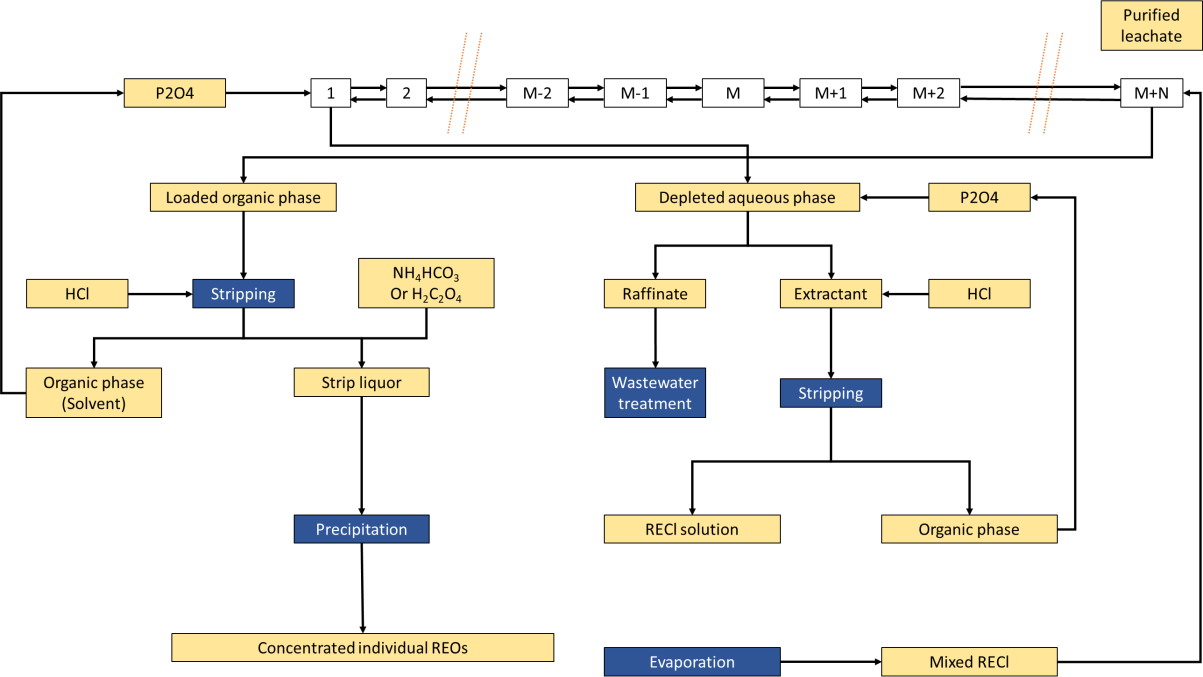 Purified
leachate
P2O4
1
2
M-2
M-1
M
M+1
M+2
M+N
Loaded organic phase
Depleted aqueous phase
P2O4
HCl
Stripping
NH₄HCO₃
Or H₂C₂O₄
Raffinate
Extractant
HCl
Organic phase
(Solvent)
Strip liquor
Wastewater
treatment
Stripping
Precipitation
RECl solution
Organic phase
Concentrated individual REOs
Evaporation
Mixed RECl